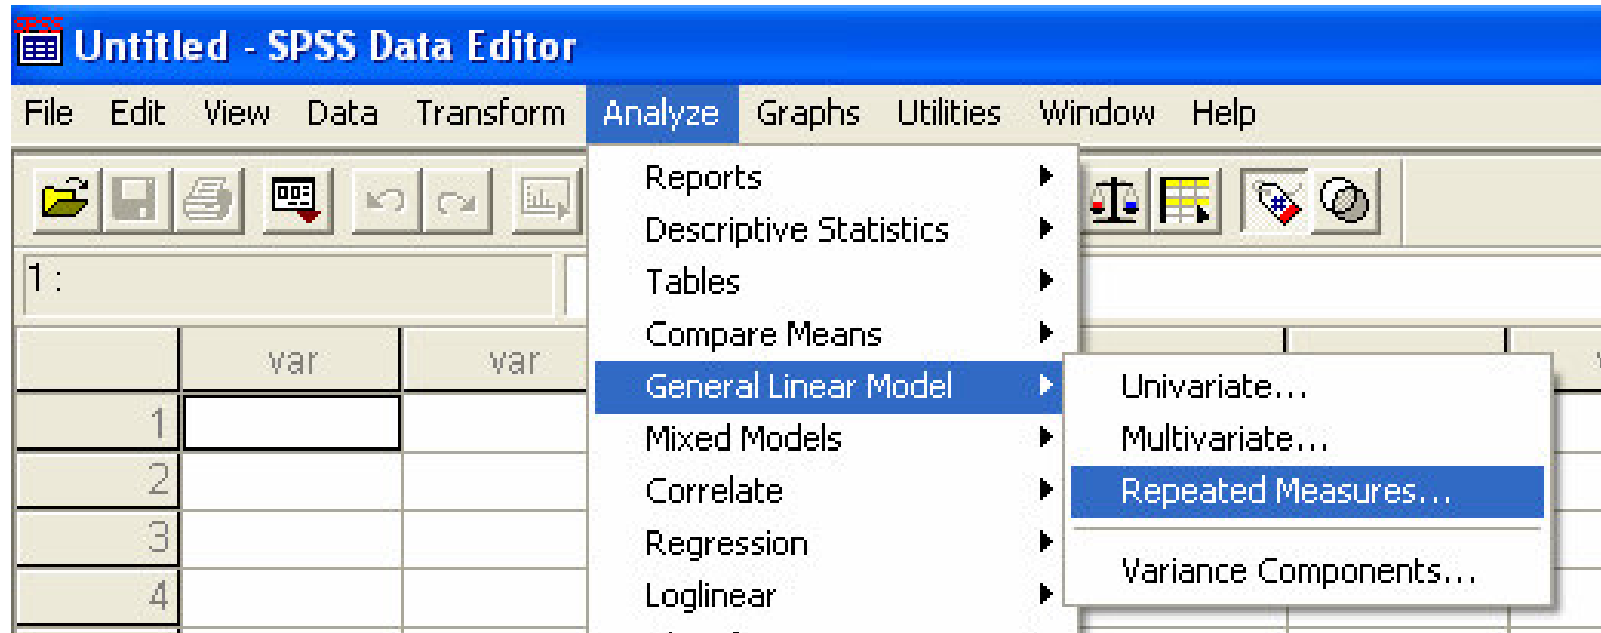 SPSS
Untitled - SPSS Data Editor
File Edit View Data Transform Analyze Graphs Utilities Window Help
Reports
Descriptive Statistics
Tables
Compare Means
General Linear Model
Mixed Models
Correlate
Regression
Loglinear
Univariate...
Multivariate...
Repeated Measures...
Variance Components...
1 :
var var
1
2
3
4